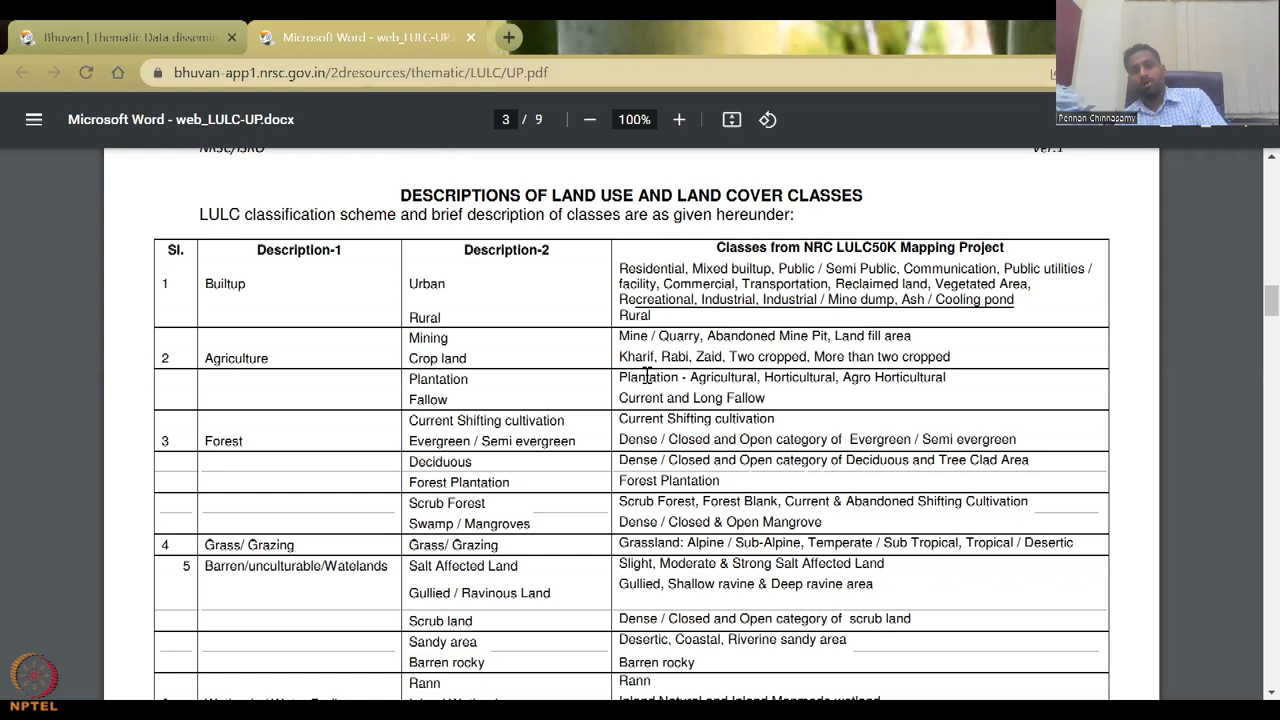 Bhuvan | Thematic Data dissemin
Microsoft Word - web_LULC-UP.
bhuvan-app1.nrsc.gov.in/2dresources/thematic/LULC/UP.pdf
Microsoft Word - web_LULC-UP.docx
3 / 9
100%
Pennan Chinnasamy
NRSC/ISRO Ver.1
DESCRIPTIONS OF LAND USE AND LAND COVER CLASSES
LULC classification scheme and brief description of classes are as given hereunder:
Sl. Description-1 Description-2 Classes from NRC LULC50K Mapping Project
1 Builtup Urban Residential, Mixed builtup, Public / Semi Public, Communication, Public utilities /
facility, Commercial, Transportation, Reclaimed land, Vegetated Area,
Recreational, Industrial, Industrial / Mine dump, Ash / Cooling pond
Rural Rural
Mining Mine / Quarry, Abandoned Mine Pit, Land fill area
2 Agriculture Crop land Kharif, Rabi, Zaid, Two cropped, More than two cropped
Plantation Plantation - Agricultural, Horticultural, Agro Horticultural
Fallow Current and Long Fallow
Current Shifting cultivation Current Shifting cultivation
3 Forest Evergreen / Semi evergreen Dense / Closed and Open category of Evergreen / Semi evergreen
Deciduous Dense / Closed and Open category of Deciduous and Tree Clad Area
Forest Plantation Forest Plantation
Scrub Forest Scrub Forest, Forest Blank, Current & Abandoned Shifting Cultivation
Swamp / Mangroves Dense / Closed & Open Mangrove
4 Grass/ Grazing Grass/ Grazing Grassland: Alpine / Sub-Alpine, Temperate / Sub Tropical, Tropical / Desertic
5 Barren/unculturable/Watelands Salt Affected Land Slight, Moderate & Strong Salt Affected Land
Gullied / Ravinous Land Gullied, Shallow ravine & Deep ravine area
Scrub land Dense / Closed and Open category of scrub land
Sandy area Desertic, Coastal, Riverine sandy area
Barren rocky Barren rocky
Rann Rann
Inland Natural and Inland Manmade wetland
NPTEL